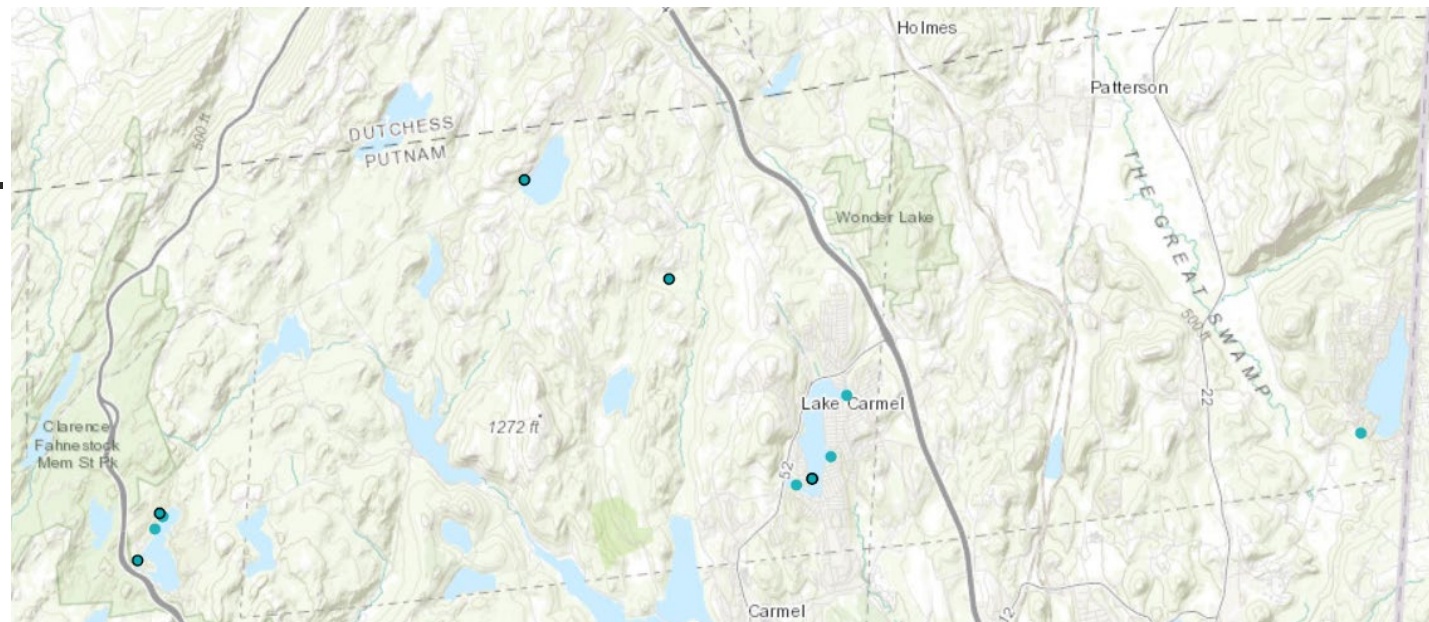 Holmes
Patterson
500 ft
DUTCHESS
PUTNAM
Wonder Lake
THE GREAT SWAMP
500 ft
22
Lake Carmel
1272 ft
Clarence
Fahnestock
Mem St Pk
52
12
Carmel